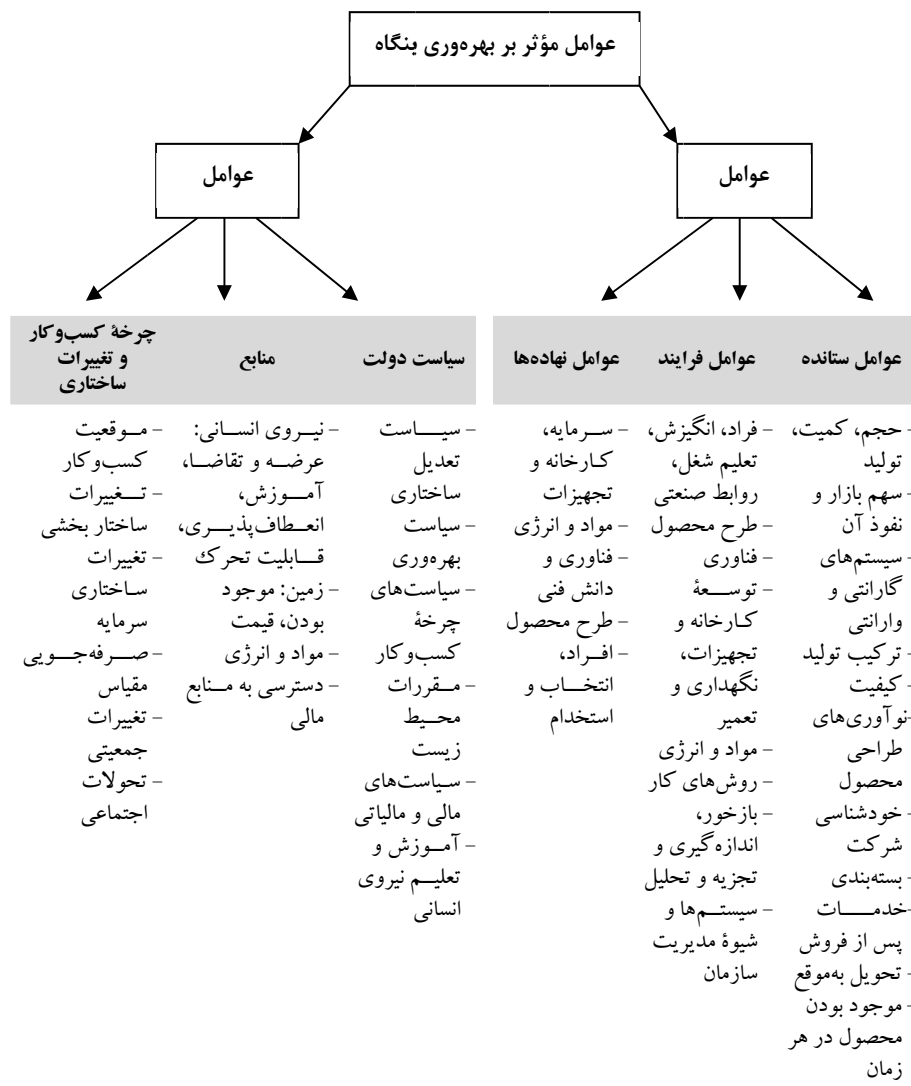 عوامل مؤثر بر بهره‌وری بنگاه
عوامل
عوامل
عوامل ستانده
- حجم، کمیت،
تولید
- سهم بازار و
نفوذ آن
- سیستم‌های
گارانتی و
وارانتی
- ترکیب تولید
- کیفیت
-نوآوری‌های
طراحی
محصول
- خودشناسی
شرکت
- بسته‌بندی
-خدمات
پس از فروش
- تحویل به‌موقع
- موجود بودن
محصول در هر
زمان
عوامل فرایند
- فراد، انگیزش،
تعلیم شغل،
روابط صنعتی
- طرح محصول
- فناوری
- توسعۀ
کارخانه و
تجهیزات،
نگهداری و
تعمیر
- مواد و انرژی
- روش‌های کار
- بازخور،
اندازه‌گیری و
تجزیه و تحلیل
- سیستم‌ها و
شیوۀ مدیریت
سازمان
عوامل نهاده‌ها
- سرمایه،
کارخانه و
تجهیزات
- مواد و انرژی
- فناوری و
دانش فنی
- طرح محصول
- افراد،
انتخاب و
استخدام
سیاست دولت
- سیاست
تعدیل
ساختاری
- سیاست
بهره‌وری
- سیاست‌های
چرخۀ
کسب‌وکار
- مقررات
محیط
زیست
- سیاست‌های
مالی و مالیاتی
- آموزش و
تعلیم نیروی
انسانی
منابع
- نیروی انسانی:
عرضه و تقاضا،
آموزش،
انعطاف‌پذیری،
قابلیت تحرک
- زمین: موجود
بودن، قیمت
- مواد و انرژی
- دسترسی به منابع
مالی
چرخۀ کسب‌وکار
و تغییرات
ساختاری
- موقعیت
کسب‌وکار
- تغییرات
ساختار بخشی
- تغییرات
ساختاری
سرمایه
- صرفه‌جویی
مقیاس
- تغییرات
جمعیتی
- تحولات
اجتماعی